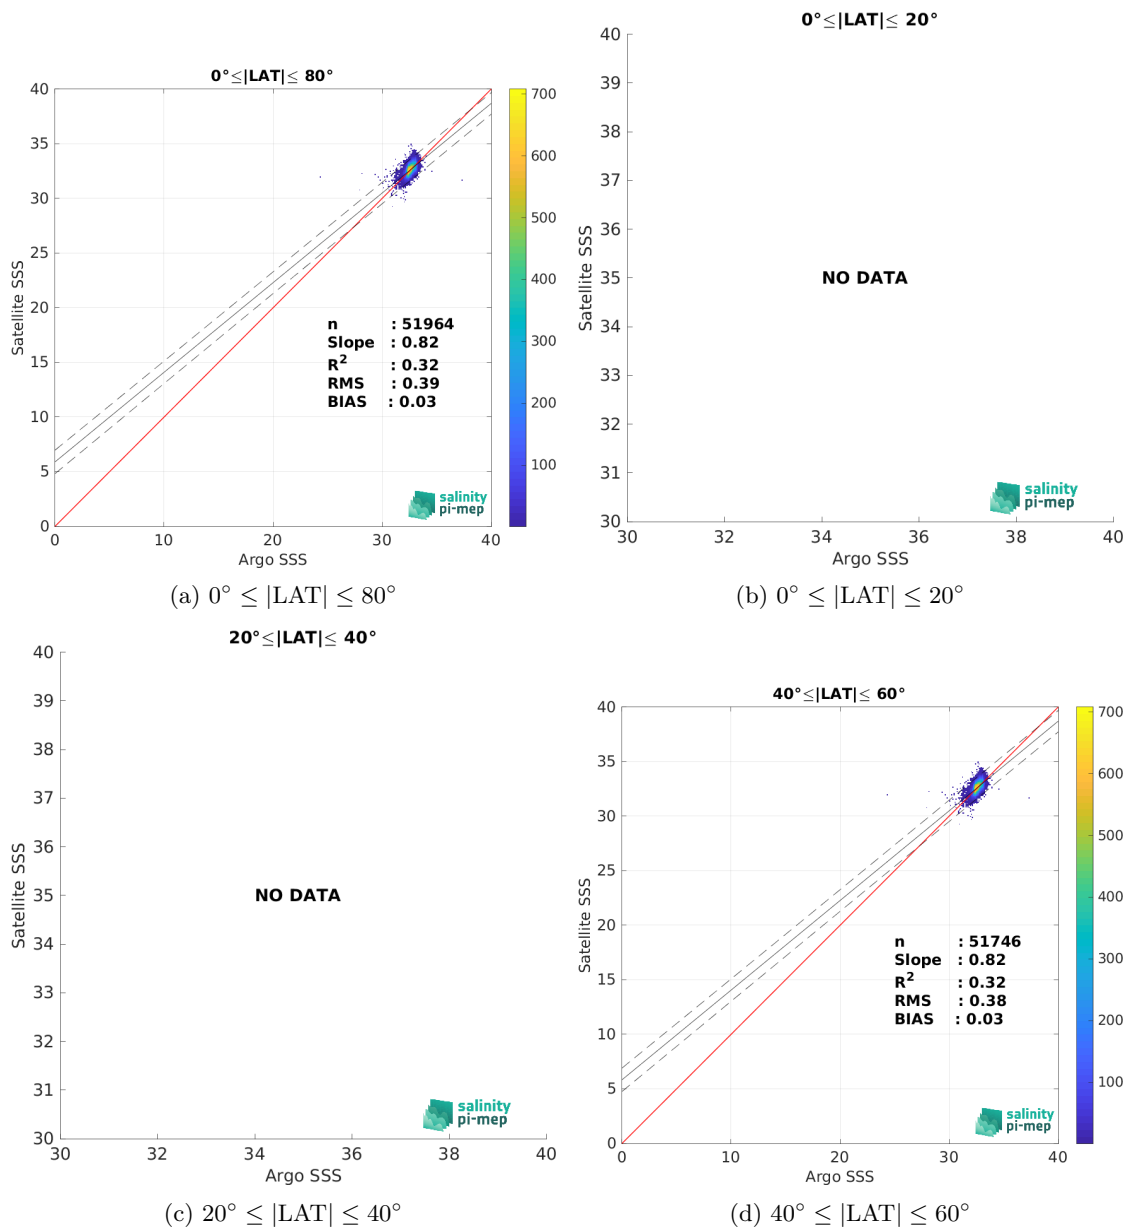 0°≤|LAT|≤ 80°
40
35
30
25
20
15
10
5
0
Satellite SSS
0
10
20
30
40
Argo SSS
700
600
500
400
300
200
100
n : 51964
Slope : 0.82
R² : 0.32
RMS : 0.39
BIAS : 0.03
salinity
pi-mep
(a) 0° ≤ |LAT| ≤ 80°
0°≤|LAT|≤ 20°
40
39
38
37
36
35
34
33
32
31
30
Satellite SSS
NO DATA
salinity
pi-mep
30
32
34
36
38
40
Argo SSS
(b) 0° ≤ |LAT| ≤ 20°
20°≤|LAT|≤ 40°
40
39
38
37
36
35
34
33
32
31
30
Satellite SSS
NO DATA
salinity
pi-mep
30
32
34
36
38
40
Argo SSS
(c) 20° ≤ |LAT| ≤ 40°
40°≤|LAT|≤ 60°
40
35
30
25
20
15
10
5
0
Satellite SSS
0
10
20
30
40
Argo SSS
700
600
500
400
300
200
100
n : 51746
Slope : 0.82
R² : 0.32
RMS : 0.38
BIAS : 0.03
salinity
pi-mep
(d) 40° ≤ |LAT| ≤ 60°